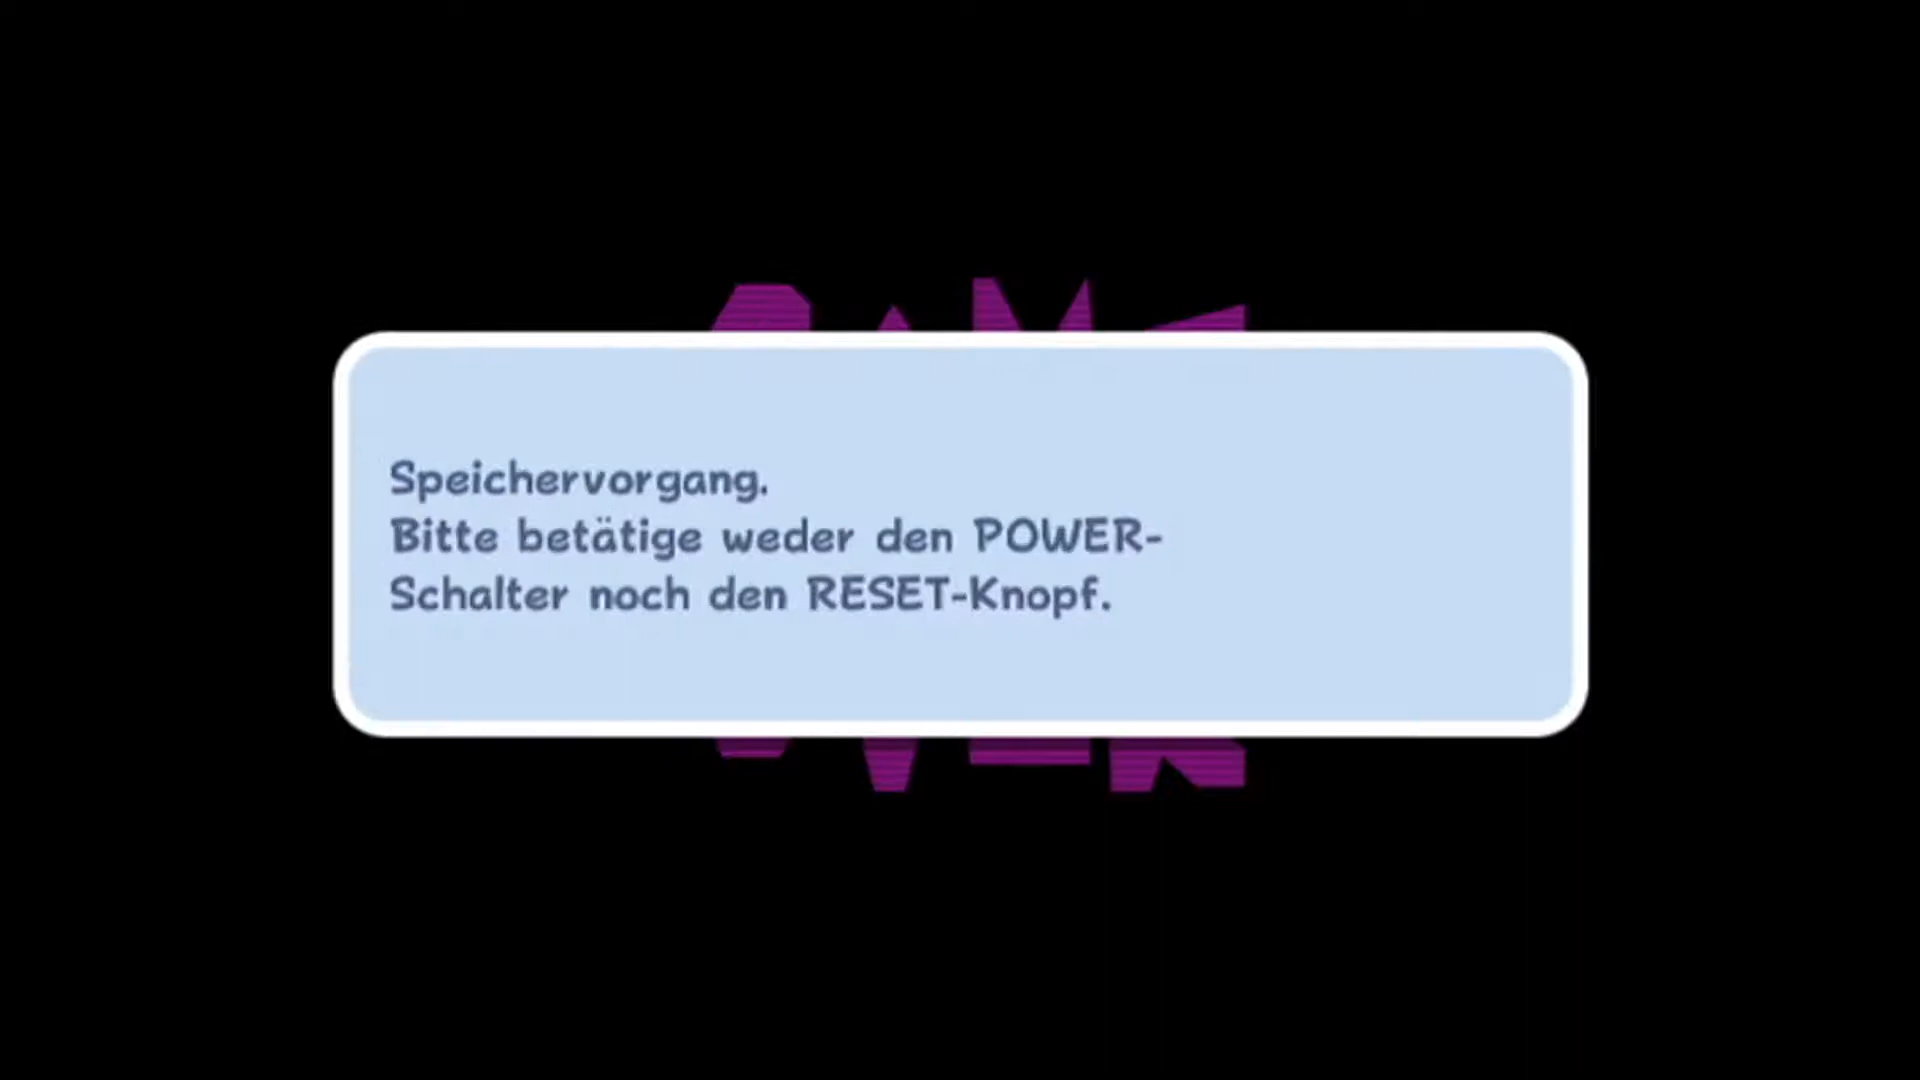 Speichervorgang.
Bitte betätige weder den POWER-
Schalter noch den RESET-Knopf.